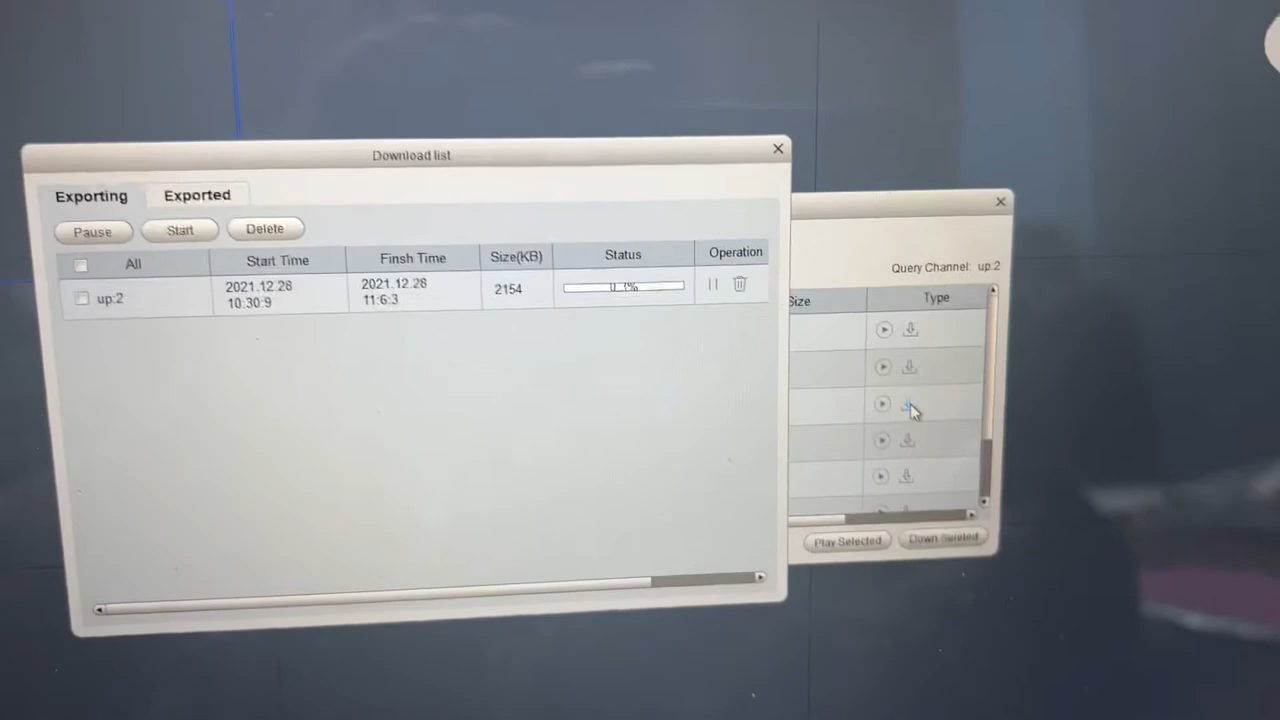 Download list
Exporting Exported
Pause Start Delete
All Start Time Finsh Time Size(KB) Status Operation
up:2 2021.12.28 10:30:9 2021.12.28 11:6:3 2154
Query Channel: up:2
Size Type
Play Selected Down Seleted